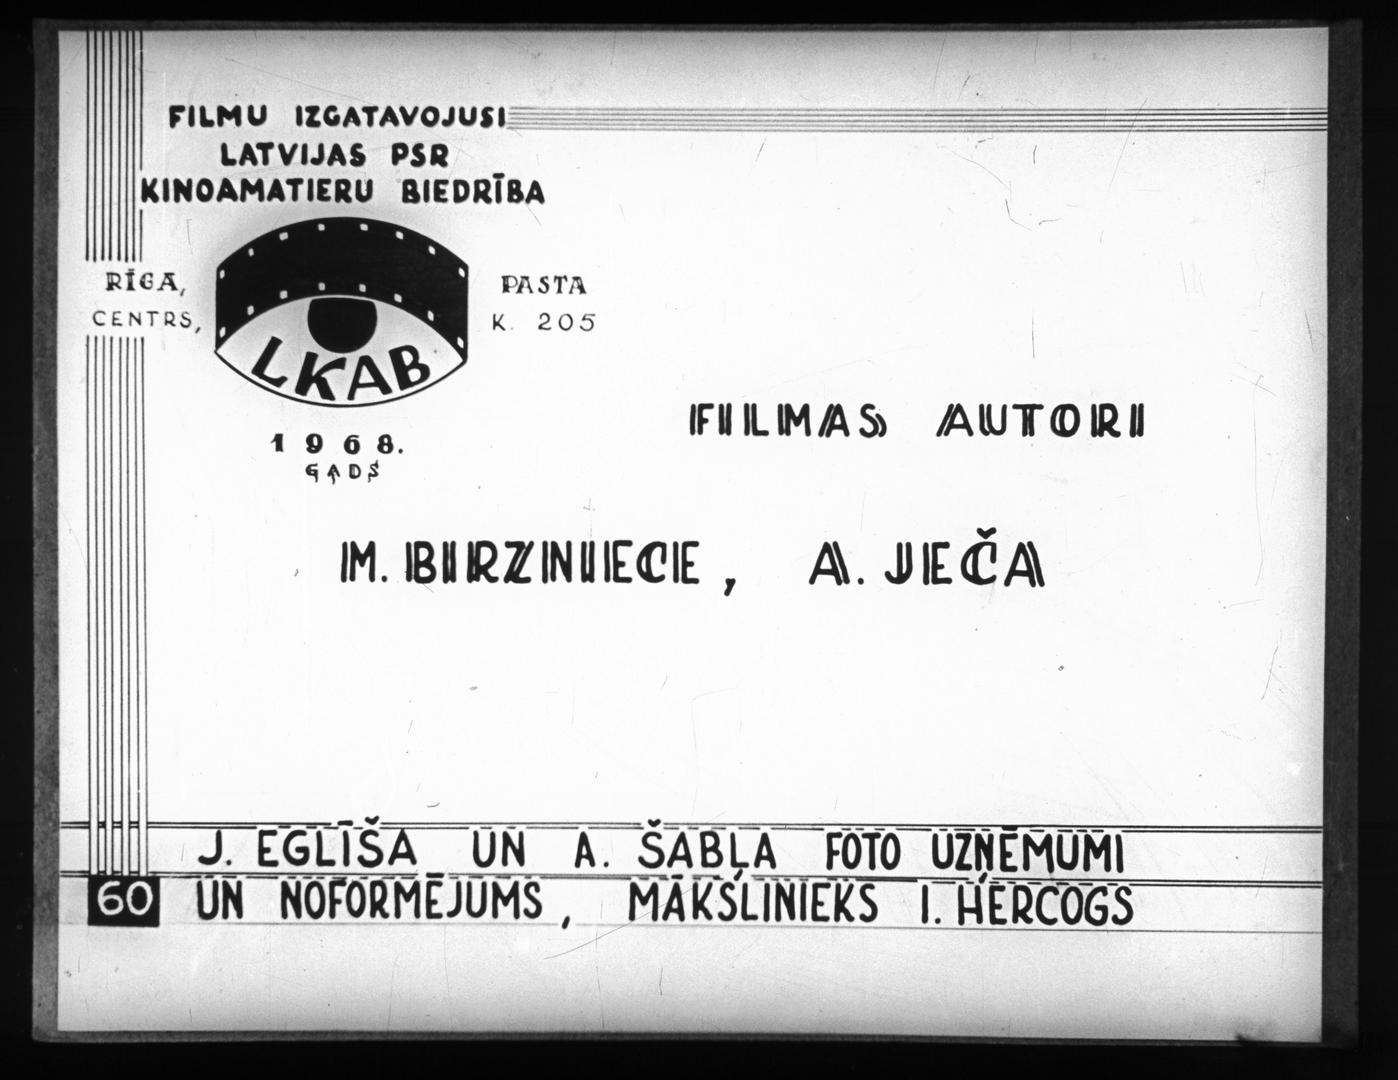 FILMU IZGATAVOJUSI
LATVIJAS PSR
KINOAMATIERU BIEDRĪBA
RĪGA,
CENTRS,
PASTA
K. 205
LKAB
1968.
GADS
FILMAS AUTORI
M. BIRZNIECE, A. JEČA
J. EGLĪŠA UN A. ŠABĻA FOTO UZŅĒMUMI
60
UN NOFORMĒJUMS, MĀKSLINIEKS I. HERCOGS